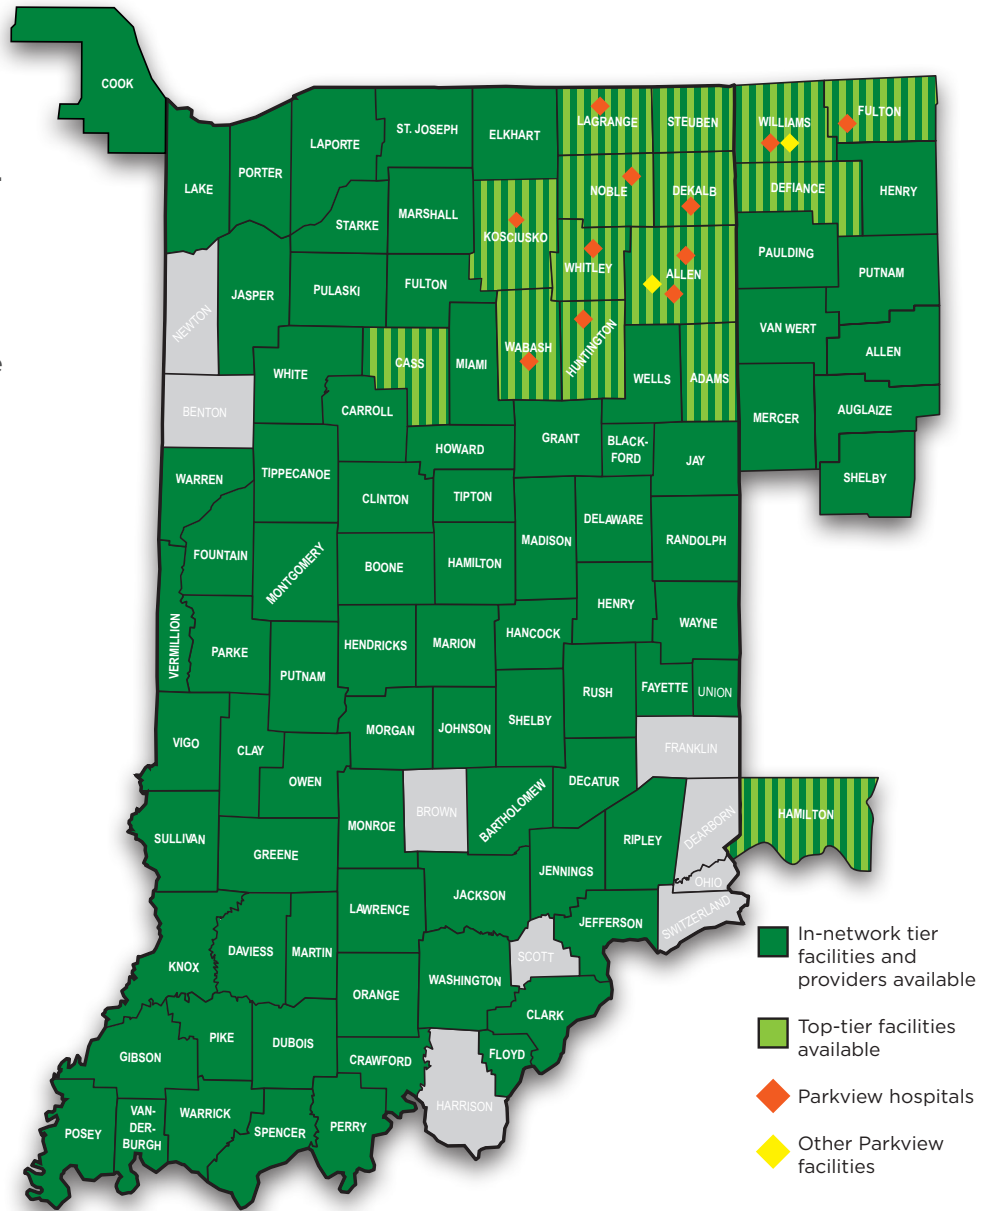 COOK
LAKE
PORTER
LAPORTE
ST. JOSEPH
ELKHART
LAGRANGE
STEUBEN
WILLIAMS
FULTON
STARKE
MARSHALL
KOSCIUSKO
NOBLE
DEKALB
DEFIANCE
HENRY
NEWTON
JASPER
PULASKI
FULTON
WHITLEY
ALLEN
PAULDING
PUTNAM
WHITE
CASS
MIAMI
WABASH
HUNTINGTON
WELLS
ADAMS
VAN WERT
ALLEN
BENTON
CARROLL
HOWARD
GRANT
BLACK-
FORD
JAY
MERCER
AUGLAIZE
SHELBY
WARREN
TIPPECANOE
CLINTON
TIPTON
MADISON
DELAWARE
RANDOLPH
FOUNTAIN
MONTGOMERY
BOONE
HAMILTON
HENRY
WAYNE
VERMILLION
PARKE
PUTNAM
HENDRICKS
MARION
HANCOCK
RUSH
FAYETTE
UNION
VIGO
CLAY
OWEN
MORGAN
JOHNSON
SHELBY
DECATUR
FRANKLIN
SULLIVAN
GREENE
MONROE
BROWN
BARTHOLOMEW
JENNINGS
RIPLEY
DEARBORN
HAMILTON
OHIO
SWITZERLAND
KNOX
DAVIESS
MARTIN
LAWRENCE
JACKSON
JEFFERSON
SCOTT
ORANGE
WASHINGTON
CLARK
GIBSON
PIKE
DUBOIS
CRAWFORD
FLOYD
HARRISON
POSEY
VAN-
DER-
BURGH
WARRICK
SPENCER
PERRY
In-network tier
facilities and
providers available
Top-tier facilities
available
Parkview hospitals
Other Parkview
facilities